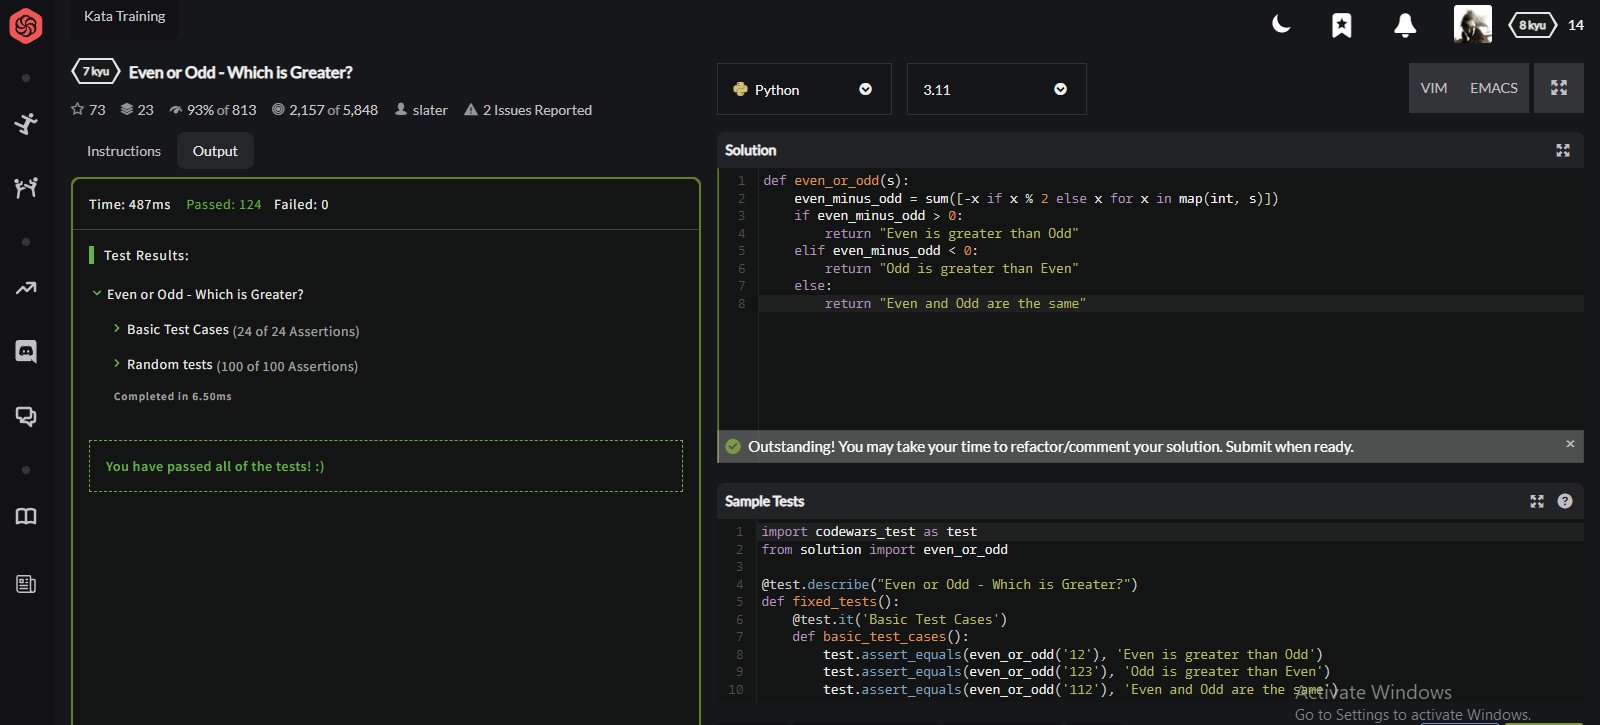 Kata Training
8 kyu 14
7 kyu Even or Odd - Which is Greater?
73 23 93% of 813 2,157 of 5,848 slater 2 Issues Reported
Instructions Output
Time: 487ms Passed: 124 Failed: 0
Test Results:
Even or Odd - Which is Greater?
Basic Test Cases (24 of 24 Assertions)
Random tests (100 of 100 Assertions)
Completed in 6.50ms
You have passed all of the tests! :)
Python 3.11 VIM EMACS
Solution
1 def even_or_odd(s):
2 even_minus_odd = sum([-x if x % 2 else x for x in map(int, s)])
3 if even_minus_odd > 0:
4 return "Even is greater than Odd"
5 elif even_minus_odd < 0:
6 return "Odd is greater than Even"
7 else:
8 return "Even and Odd are the same"
Outstanding! You may take your time to refactor/comment your solution. Submit when ready. ×
Sample Tests ?
1 import codewars_test as test
2 from solution import even_or_odd
3
4 @test.describe("Even or Odd - Which is Greater?")
5 def fixed_tests():
6 @test.it('Basic Test Cases')
7 def basic_test_cases():
8 test.assert_equals(even_or_odd('12'), 'Even is greater than Odd')
9 test.assert_equals(even_or_odd('123'), 'Odd is greater than Even')
10 test.assert_equals(even_or_odd('112'), 'Even and Odd are the same')
Activate Windows
Go to Settings to activate Windows.